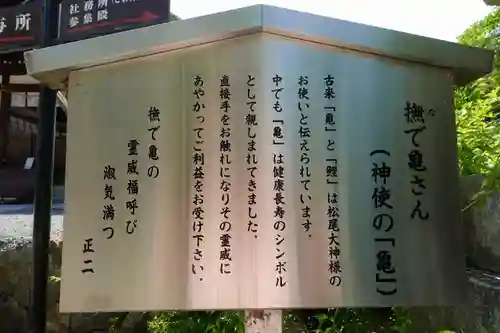 撫で亀さん
た
(神使の「亀」)
古来「亀」と「鯉」は松尾大神様の
お使いと伝えられています。
中でも「亀」は健康長寿のシンボル
として親しまれてきました。
直接手をお触れになりその霊威に
あやかってご利益をお受け下さい。
撫で亀の
霊威福呼び
淑気満つ
正二
社務所
参集殿